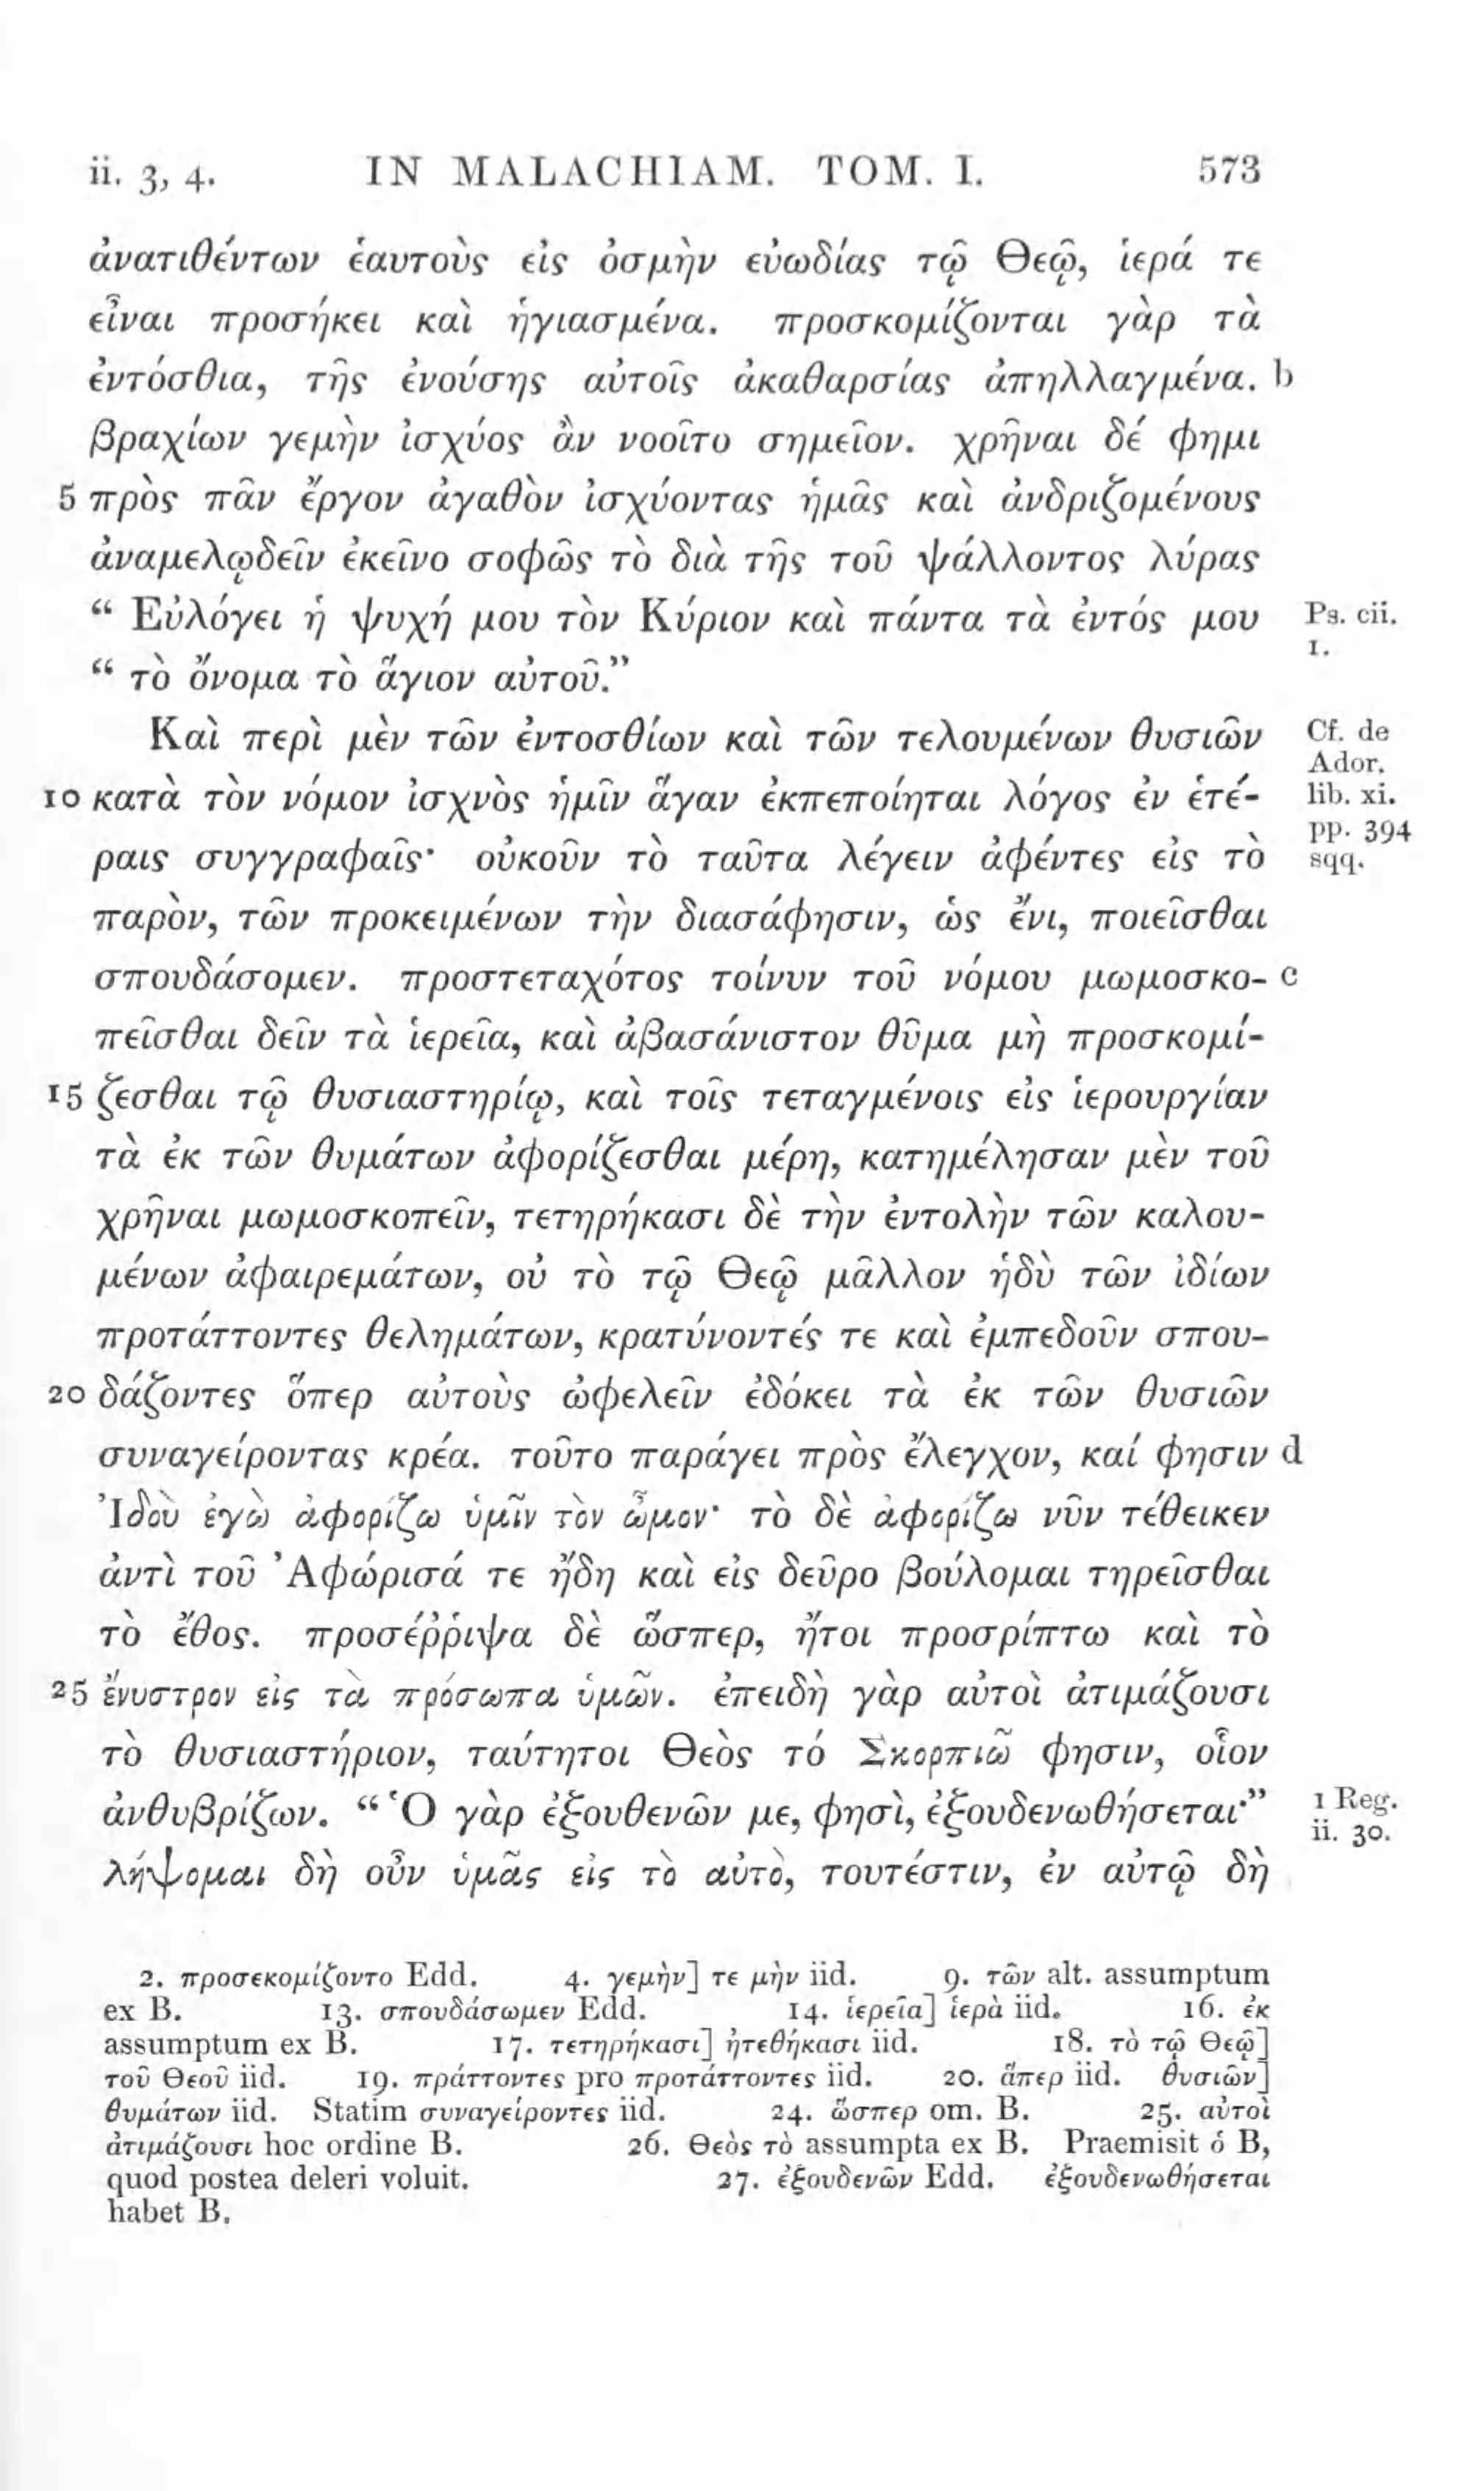 ii. 3, 4. IN MALACHIAM. TOM. I. 573
ἀνατιθέντων ἑαυτοὺς εἰς ὀσμὴν εὐωδίας τῷ Θεῷ, ἱερά τε
εἶναι προσήκει καὶ ἡγιασμένα. προσκομίζονται γὰρ τὰ
ἐντόσθια, τῆς ἐνούσης αὐτοῖς ἀκαθαρσίας ἀπηλλαγμένα. b
βραχίων γεμὴν ἰσχύος ἂν νοοῖτο σημεῖον. χρῆναι δέ φημι
5 πρὸς πᾶν ἔργον ἀγαθὸν ἰσχύοντας ἡμᾶς καὶ ἀνδριζομένους
ἀναμελῳδεῖν ἐκεῖνο σοφῶς τὸ διὰ τῆς τοῦ ψάλλοντος λύρας
“ Εὐλόγει ἡ ψυχή μου τὸν Κύριον καὶ πάντα τὰ ἐντός μου Ps. cii.
1.
“ τὸ ὄνομα τὸ ἅγιον αὐτοῦ.”
Καὶ περὶ μὲν τῶν ἐντοσθίων καὶ τῶν τελουμένων θυσιῶν Cf. de
Ador.
10 κατὰ τὸν νόμον ἰσχνὸς ἡμῖν ἄγαν ἐκπεποίηται λόγος ἐν ἑτέ- lib. xi.
pp. 394
ραις συγγραφαῖς· οὐκοῦν τὸ ταῦτα λέγειν ἀφέντες εἰς τὸ sqq.
παρὸν, τῶν προκειμένων τὴν διασάφησιν, ὡς ἔνι, ποιεῖσθαι
σπουδάσομεν. προστεταχότος τοίνυν τοῦ νόμου μωμοσκο- c
πεῖσθαι δεῖν τὰ ἱερεῖα, καὶ ἀβασάνιστον θῦμα μὴ προσκομί-
15 ζεσθαι τῷ θυσιαστηρίῳ, καὶ τοῖς τεταγμένοις εἰς ἱερουργίαν
τὰ ἐκ τῶν θυμάτων ἀφορίζεσθαι μέρη, κατημέλησαν μὲν τοῦ
χρῆναι μωμοσκοπεῖν, τετηρήκασι δὲ τὴν ἐντολὴν τῶν καλου-
μένων ἀφαιρεμάτων, οὐ τὸ τῷ Θεῷ μᾶλλον ἡδὺ τῶν ἰδίων
προτάττοντες θελημάτων, κρατύνοντές τε καὶ ἐμπεδοῦν σπου-
20 δάζοντες ὅπερ αὐτοὺς ὠφελεῖν ἐδόκει τὰ ἐκ τῶν θυσιῶν
συναγείροντας κρέα. τοῦτο παράγει πρὸς ἔλεγχον, καί φησιν d
Ἰδοὺ ἐγὼ ἀφορίζω ὑμῖν τὸν ὦμον· τὸ δὲ ἀφορίζω νῦν τέθεικεν
ἀντὶ τοῦ Ἀφώρισά τε ἤδη καὶ εἰς δεῦρο βούλομαι τηρεῖσθαι
τὸ ἔθος. προσέῤῥιψα δὲ ὥσπερ, ἤτοι προσρίπτω καὶ τὸ
25 ἔνυστρον εἰς τὰ πρόσωπα ὑμῶν. ἐπειδὴ γὰρ αὐτοὶ ἀτιμάζουσι
τὸ θυσιαστήριον, ταύτητοι Θεὸς τό Σκορπιῶ φησιν, οἷον
ἀνθυβρίζων. “ Ὁ γὰρ ἐξουθενῶν με, φησὶ, ἐξουδενωθήσεται·” 1 Reg.
ii. 30.
λήψομαι δὴ οὖν ὑμᾶς εἰς τὸ αὐτὸ, τουτέστιν, ἐν αὐτῷ δὴ
2. προσεκομίζοντο Edd. 4. γεμὴν] τε μὴν iid. 9. τῶν alt. assumptum
ex B. 13. σπουδάσωμεν Edd. 14. ἱερεῖα] ἱερὰ iid. 16. ἐκ
assumptum ex B. 17. τετηρήκασι] ἠτεθήκασι iid. 18. τὸ τῷ Θεῷ]
τοῦ Θεοῦ iid. 19. πράττοντες pro προτάττοντες iid. 20. ἅπερ iid. θυσιῶν]
θυμάτων iid. Statim συναγείροντες iid. 24. ὥσπερ om. B. 25. αὐτοὶ
ἀτιμάζουσι hoc ordine B. 26. Θεὸς τὸ assumpta ex B. Praemisit ὁ B,
quod postea deleri voluit. 27. ἐξουδενῶν Edd. ἐξουδενωθήσεται
habet B.